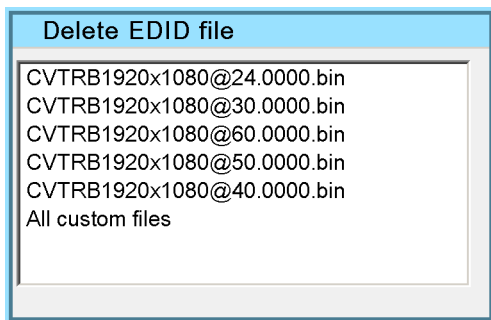 Delete EDID file
CVTRB1920x1080@24.0000.bin
CVTRB1920x1080@30.0000.bin
CVTRB1920x1080@60.0000.bin
CVTRB1920x1080@50.0000.bin
CVTRB1920x1080@40.0000.bin
All custom files